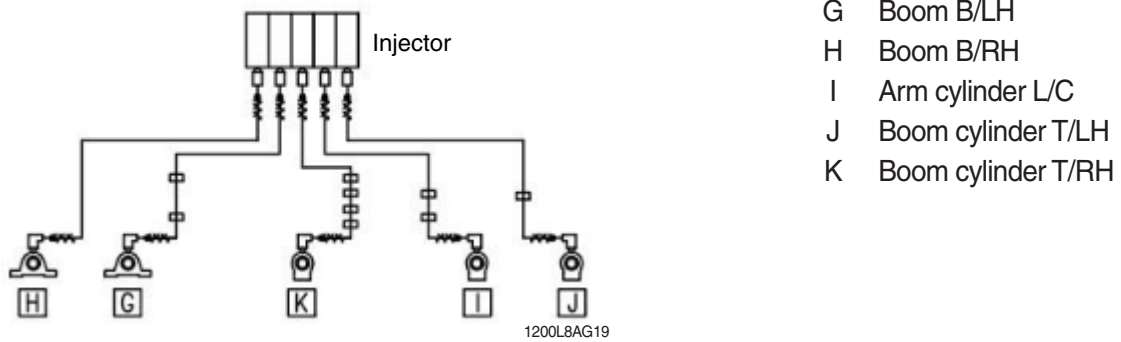 Injector
H G K I J
1200L8AG19
G Boom B/LH
H Boom B/RH
I Arm cylinder L/C
J Boom cylinder T/LH
K Boom cylinder T/RH